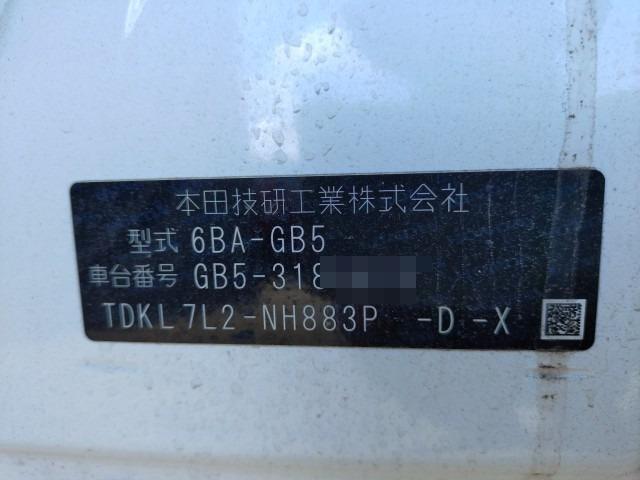 本田技研工業株式会社
型式 6BA-GB5
車台番号 GB5-318
TDKL7L2-NH883P -D -X